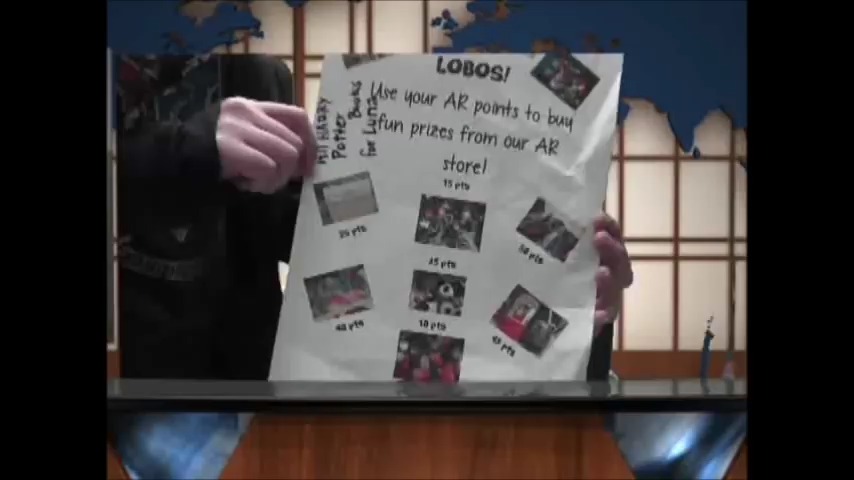 LOBOS!
Use your AR points to buy
fun prizes from our AR
store!
All HARRY
Potter Books
for Luna
15 pts
25 pts
50 pts
25 pts
40 pts
10 pts
45 pts